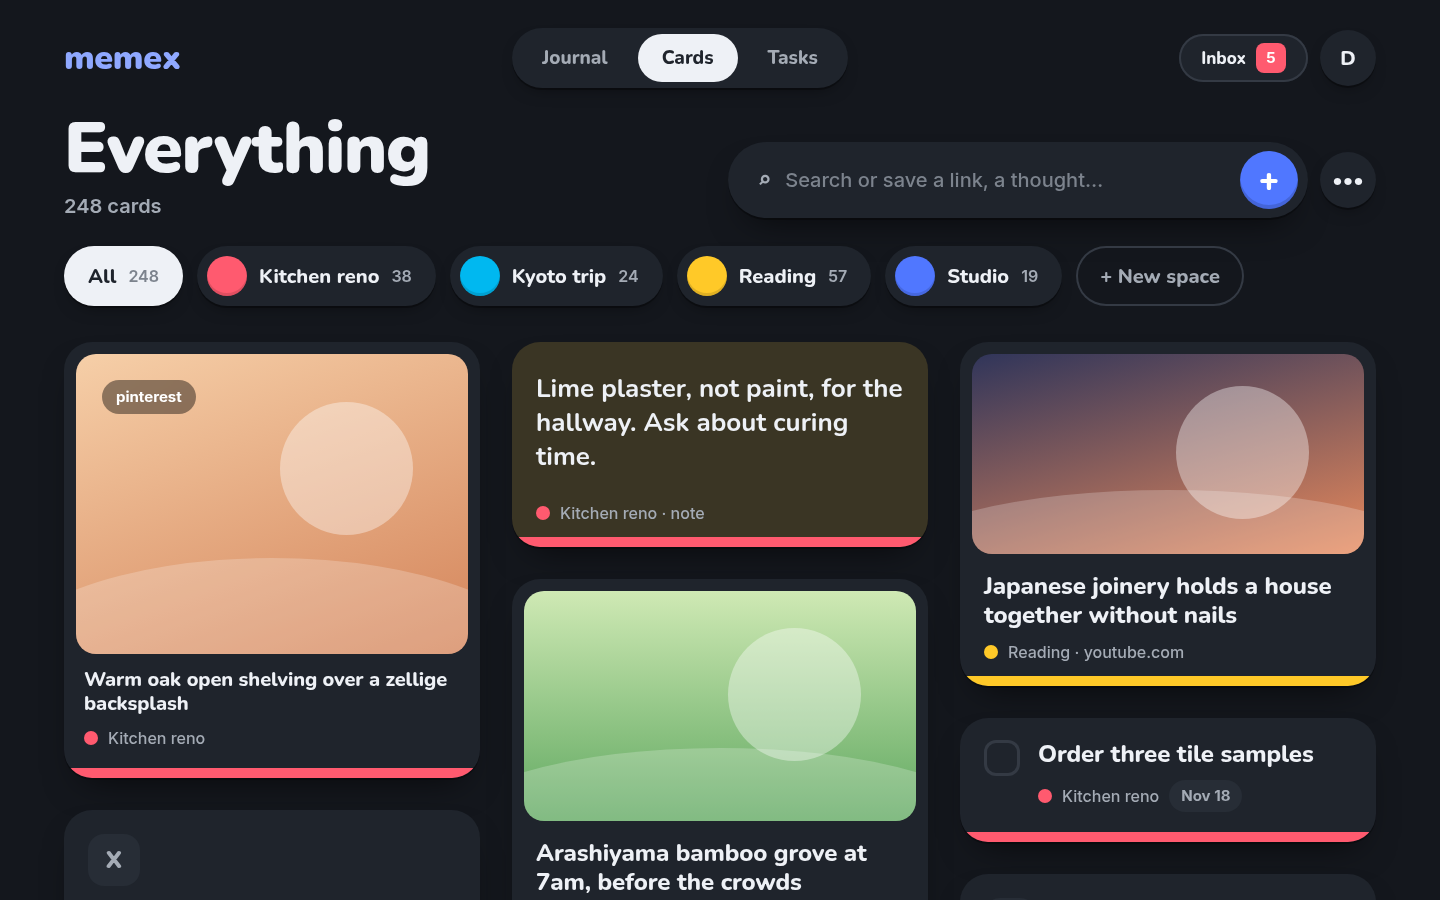 memex
Journal
Cards
Tasks
Inbox 5
D
Everything
248 cards
Search or save a link, a thought...
+
•••
All 248
Kitchen reno 38
Kyoto trip 24
Reading 57
Studio 19
+ New space
pinterest
Warm oak open shelving over a zellige
backsplash
Kitchen reno
X
Lime plaster, not paint, for the
hallway. Ask about curing
time.
Kitchen reno · note
Arashiyama bamboo grove at
7am, before the crowds
Japanese joinery holds a house
together without nails
Reading · youtube.com
Order three tile samples
Kitchen reno Nov 18